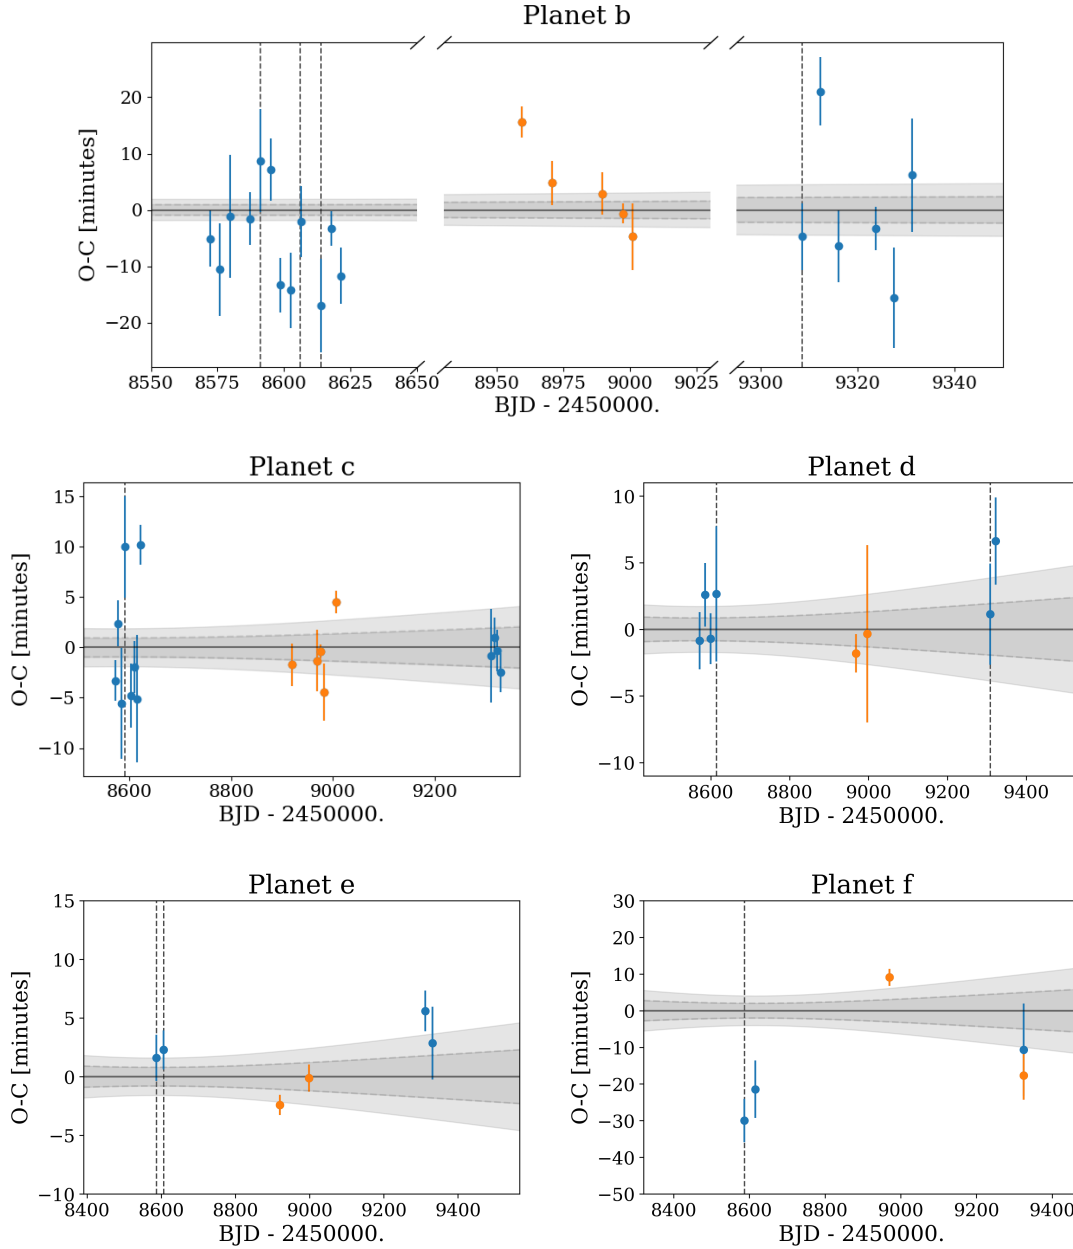 Planet b
O-C [minutes]
20
10
0
−10
−20
8550 8575 8600 8625 8650 8950 8975 9000 9025 9300 9320 9340
BJD - 2450000.
Planet c
O-C [minutes]
15
10
5
0
−5
−10
8600 8800 9000 9200
BJD - 2450000.
Planet d
O-C [minutes]
10
5
0
−5
−10
8600 8800 9000 9200 9400
BJD - 2450000.
Planet e
O-C [minutes]
15
10
5
0
−5
−10
8400 8600 8800 9000 9200 9400
BJD - 2450000.
Planet f
O-C [minutes]
30
20
10
0
−10
−20
−30
−40
−50
8400 8600 8800 9000 9200 9400
BJD - 2450000.